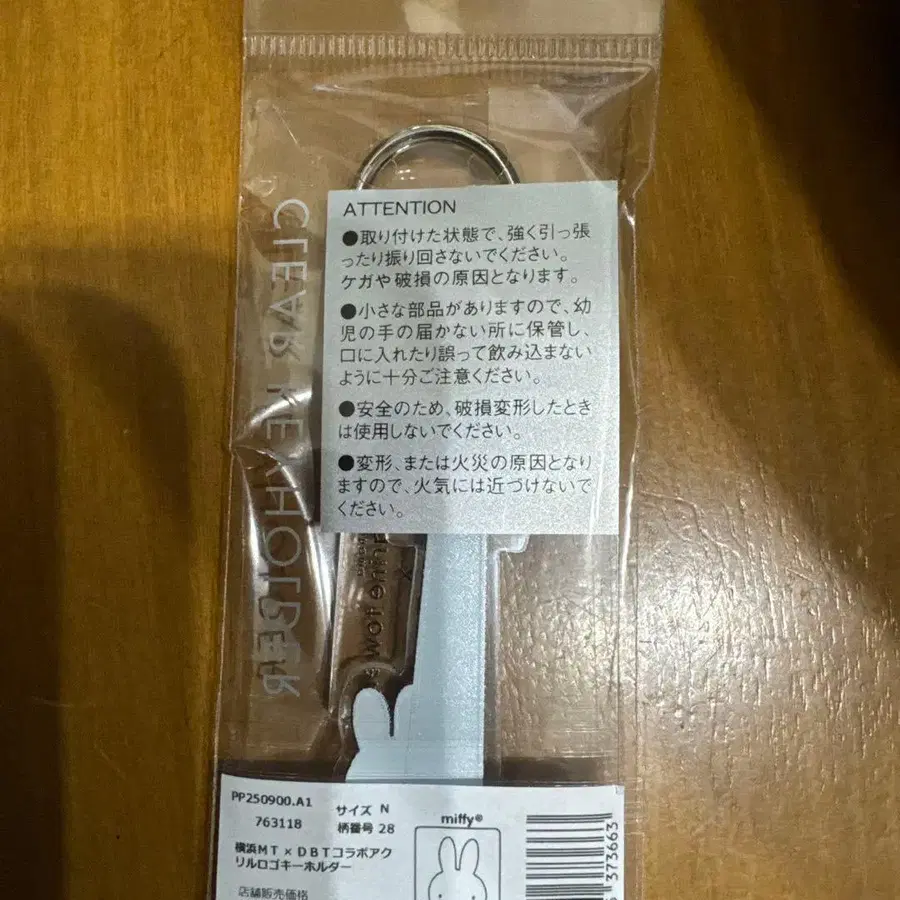 CLEAR KEYHOLDER
ATTENTION
●取り付けた状態で、強く引っ張
ったり振り回さないでください。
ケガや破損の原因となります。
●小さな部品がありますので、幼
児の手の届かない所に保管し、
口に入れたり誤って飲み込まない
ように十分ご注意ください。
●安全のため、破損変形したとき
は使用しないでください。
●変形、または火災の原因となり
ますので、火気には近づけないで
ください。
PP250900.A1
763118
サイズ N
柄番号 28
横浜MT×DBTコラボアク
リルロゴキーホルダー
店舗販売価格
miffy®
373663